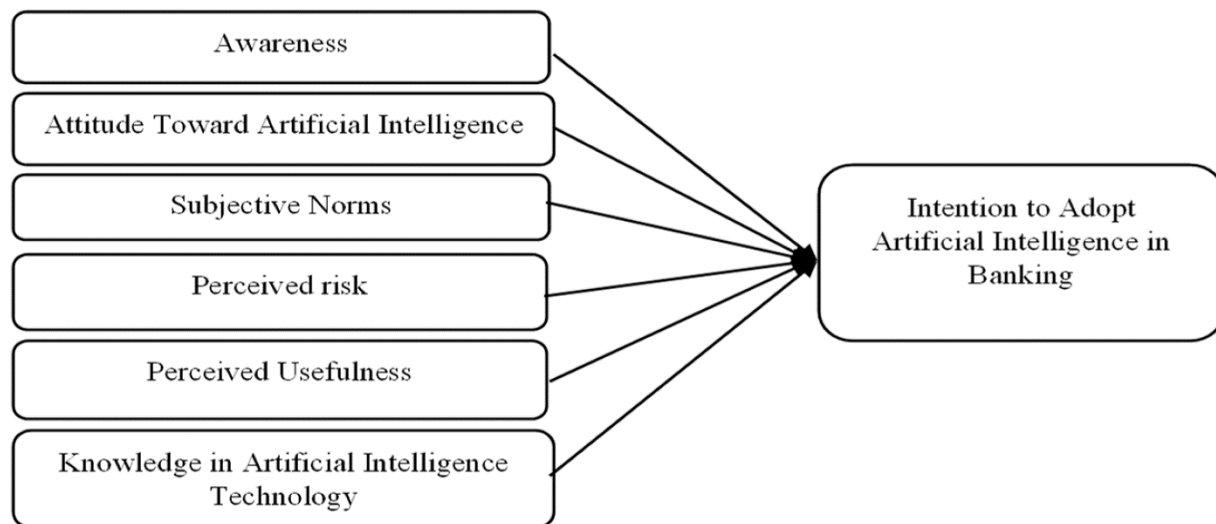 Awareness
Attitude Toward Artificial Intelligence
Subjective Norms
Perceived risk
Perceived Usefulness
Knowledge in Artificial Intelligence
Technology
Intention to Adopt
Artificial Intelligence in
Banking